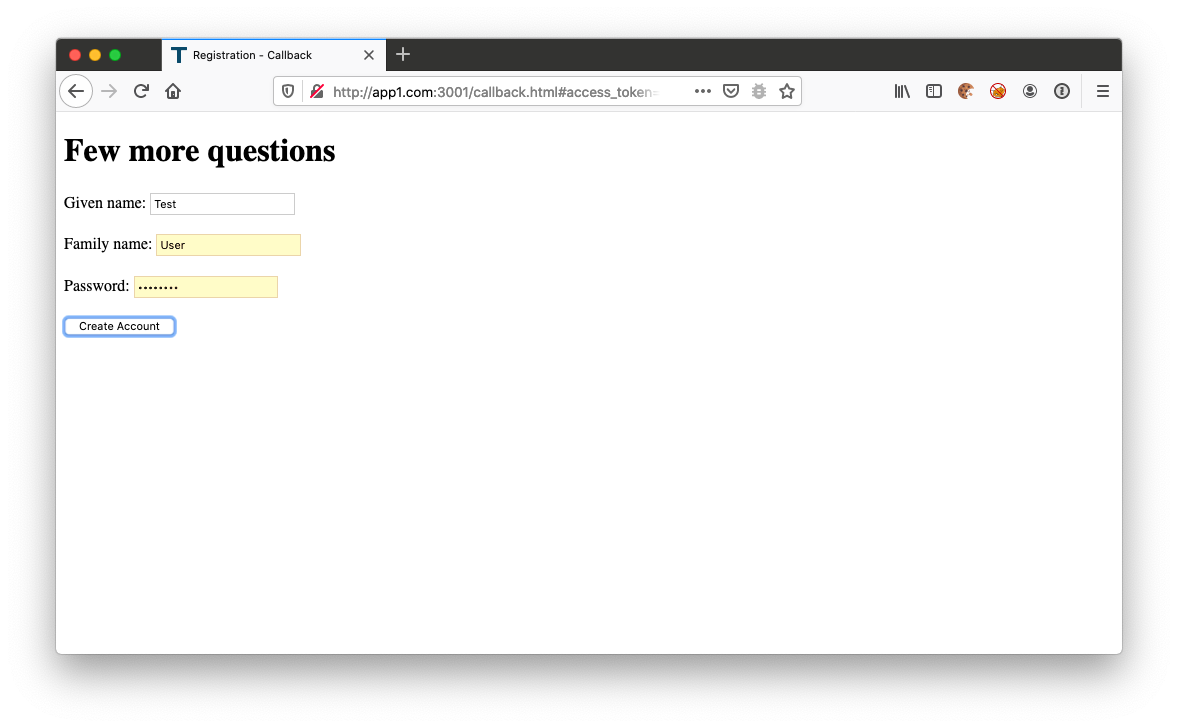 Registration - Callback
http://app1.com:3001/callback.html#access_token=
Few more questions
Given name: Test
Family name: User
Password: ••••••••
Create Account